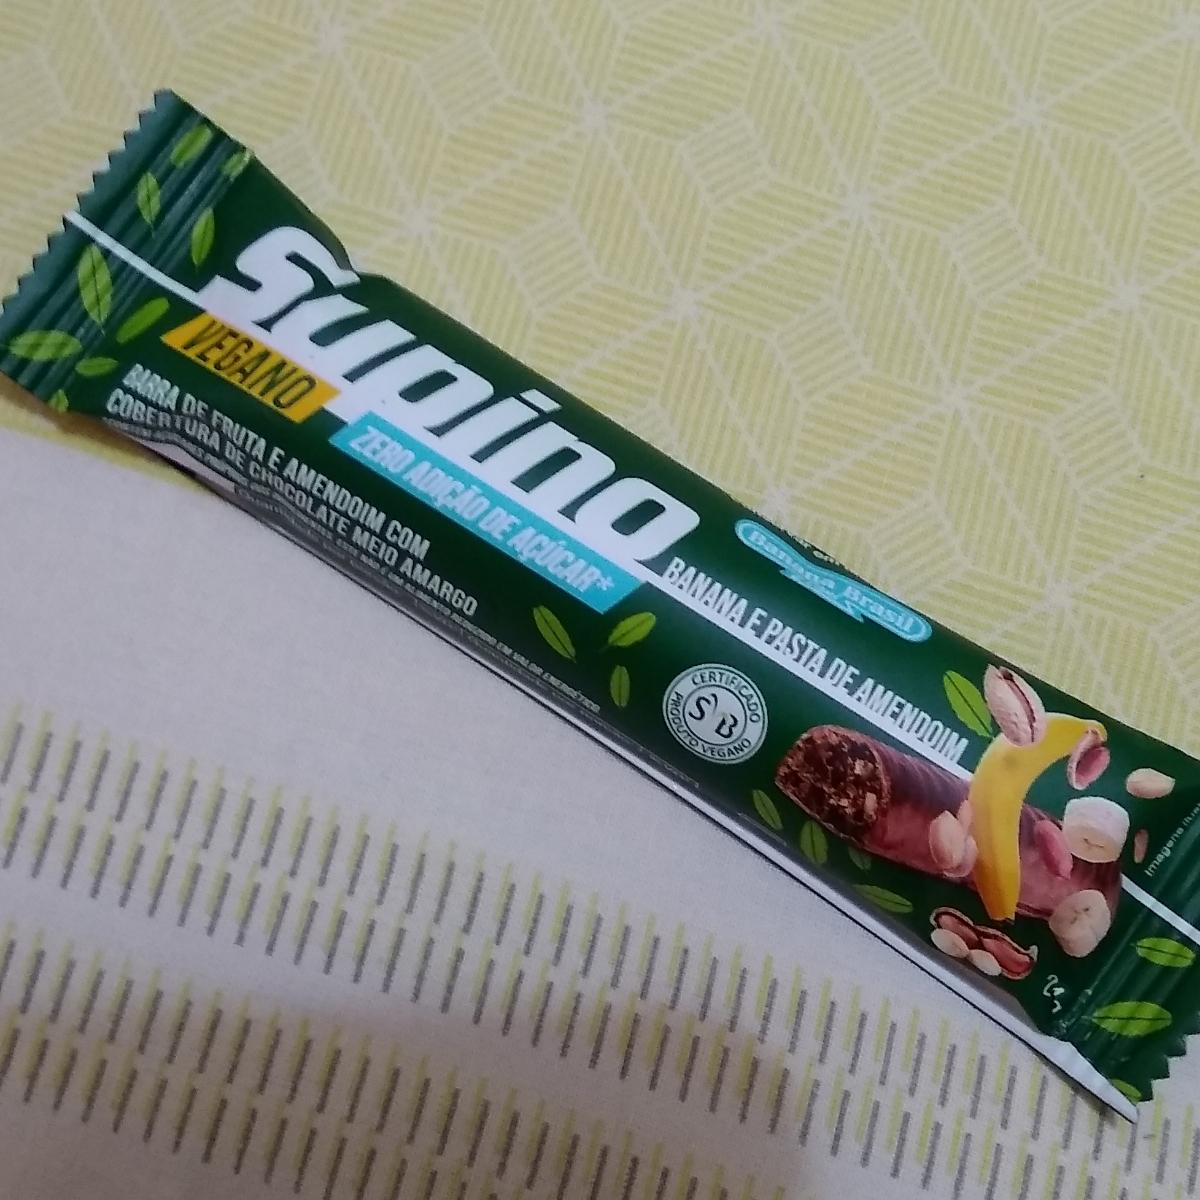 Supino
VEGANO
ZERO ADIÇÃO DE AÇÚCAR*
BARRA DE FRUTA E AMENDOIM COM
COBERTURA DE CHOCOLATE MEIO AMARGO
BANANA E PASTA DE AMENDOIM
Banana Brasil
CERTIFICADO
SVB
PRODUTO VEGANO
Imagens